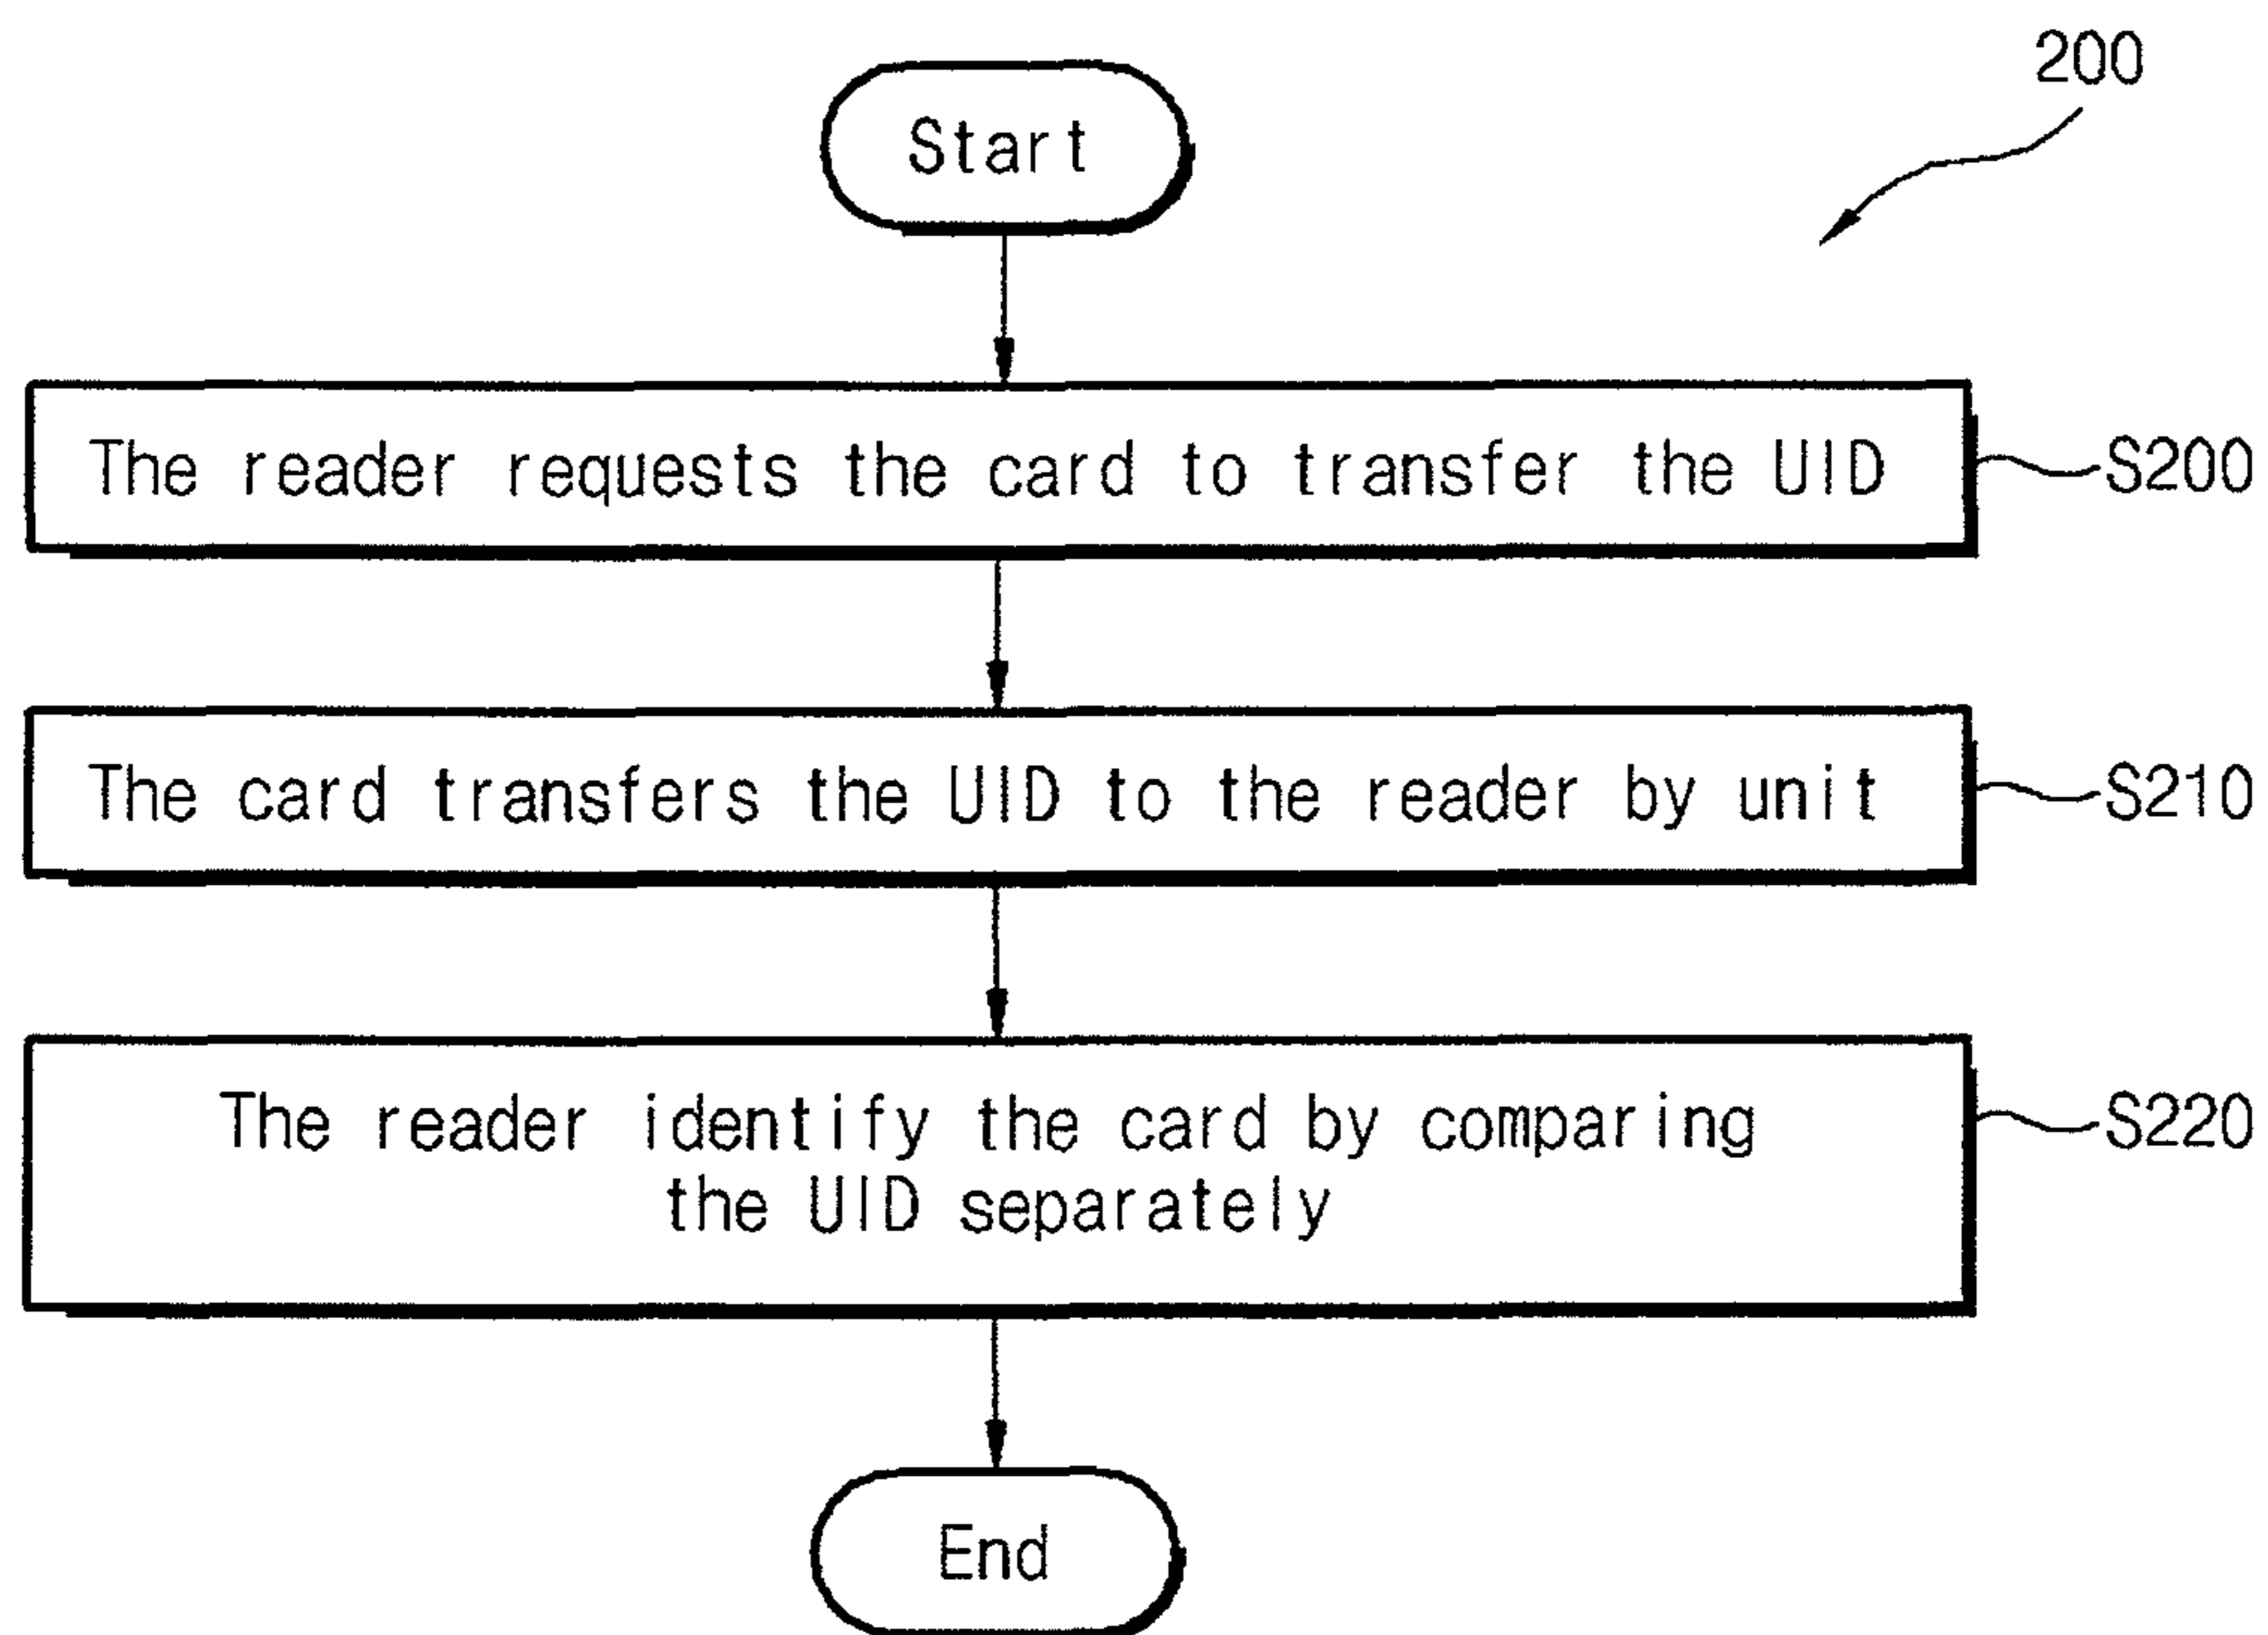 200
Start
The reader requests the card to transfer the UID
S200
The card transfers the UID to the reader by unit
S210
The reader identify the card by comparing
the UID separately
S220
End